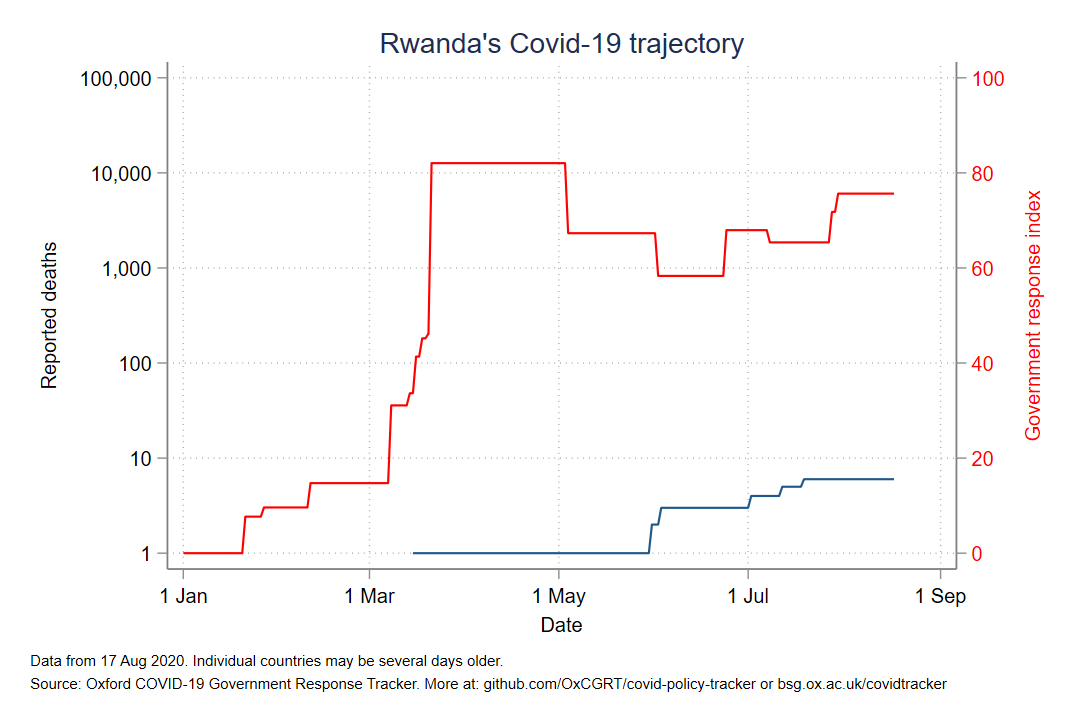 Rwanda's Covid-19 trajectory
100,000
10,000
1,000
100
10
1
Reported deaths
100
80
60
40
20
0
Government response index
1 Jan
1 Mar
1 May
1 Jul
1 Sep
Date
Data from 17 Aug 2020. Individual countries may be several days older.
Source: Oxford COVID-19 Government Response Tracker. More at: github.com/OxCGRT/covid-policy-tracker or bsg.ox.ac.uk/covidtracker